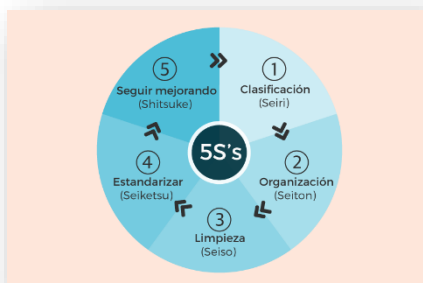 1
Clasificación
(Seiri)
2
Organización
(Seiton)
3
Limpieza
(Seiso)
4
Estandarizar
(Seiketsu)
5
Seguir mejorando
(Shitsuke)
5S's